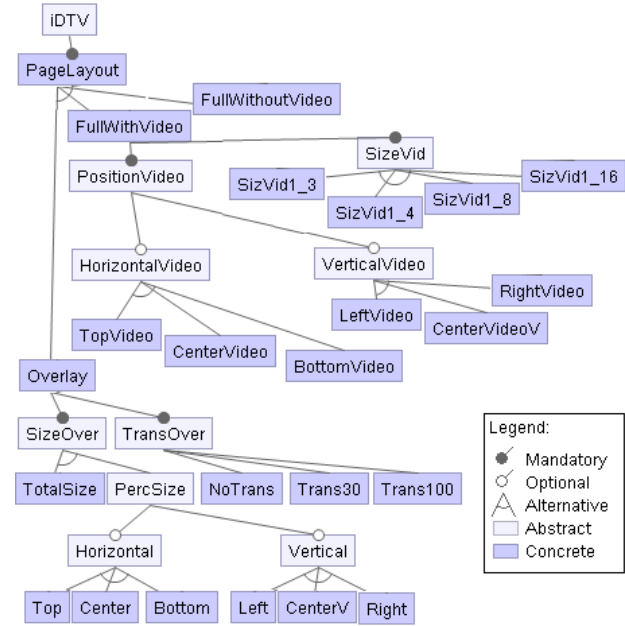 iDTV
PageLayout
FullWithoutVideo
FullWithVideo
SizeVid
PositionVideo
SizVid1_3
SizVid1_4
SizVid1_8
SizVid1_16
HorizontalVideo
VerticalVideo
TopVideo
CenterVideo
BottomVideo
LeftVideo
CenterVideoV
RightVideo
Overlay
SizeOver
TransOver
TotalSize
PercSize
NoTrans
Trans30
Trans100
Horizontal
Vertical
Top
Center
Bottom
Left
CenterV
Right
Legend:
Mandatory
Optional
Alternative
Abstract
Concrete